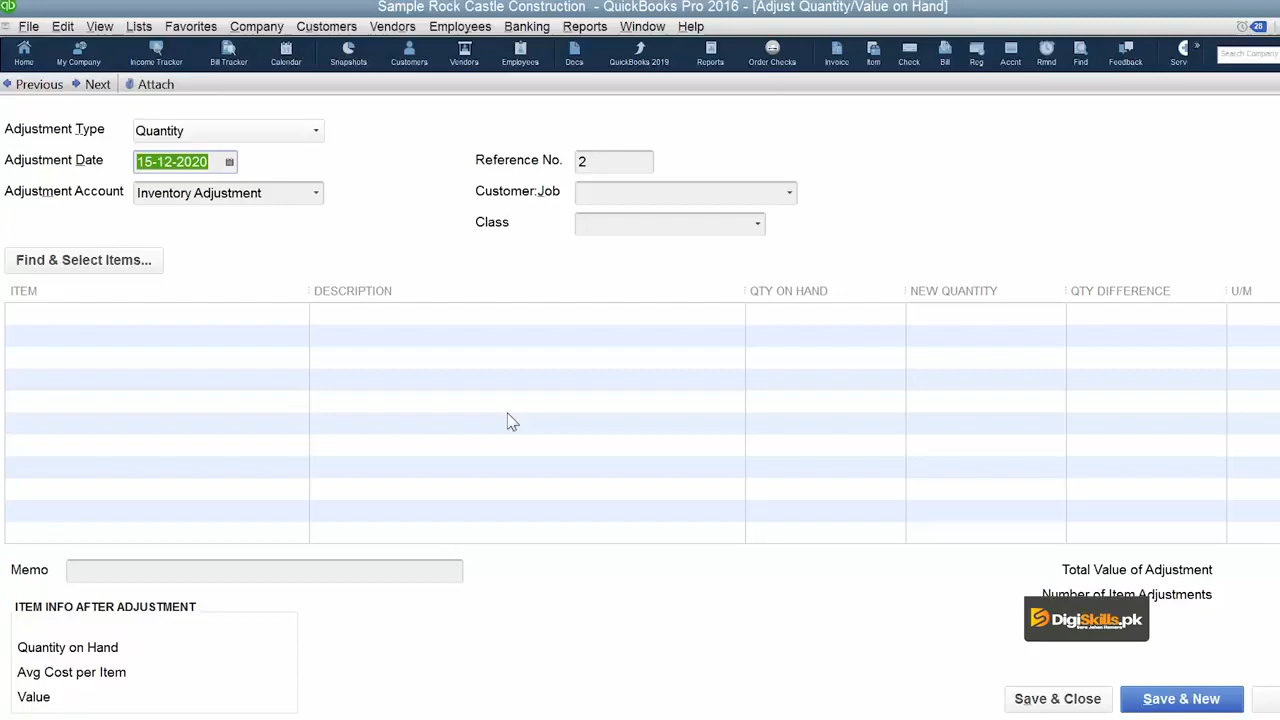 Sample Rock Castle Construction - QuickBooks Pro 2016 - [Adjust Quantity/Value on Hand]
File Edit View Lists Favorites Company Customers Vendors Employees Banking Reports Window Help 28
Home My Company Income Tracker Bill Tracker Calendar Snapshots Customers Vendors Employees Docs QuickBooks 2019 Reports Order Checks Invoice Item Check Bill Reg Accnt Rmnd Find Feedback Serv » Search Company
Previous Next Attach
Adjustment Type Quantity
Adjustment Date 15-12-2020 Reference No. 2
Adjustment Account Inventory Adjustment Customer:Job
Class
Find & Select Items...
ITEM DESCRIPTION QTY ON HAND NEW QUANTITY QTY DIFFERENCE U/M
Memo Total Value of Adjustment
Number of Item Adjustments
ITEM INFO AFTER ADJUSTMENT
DigiSkills.pk
Quantity on Hand
Avg Cost per Item
Value
Save & Close Save & New